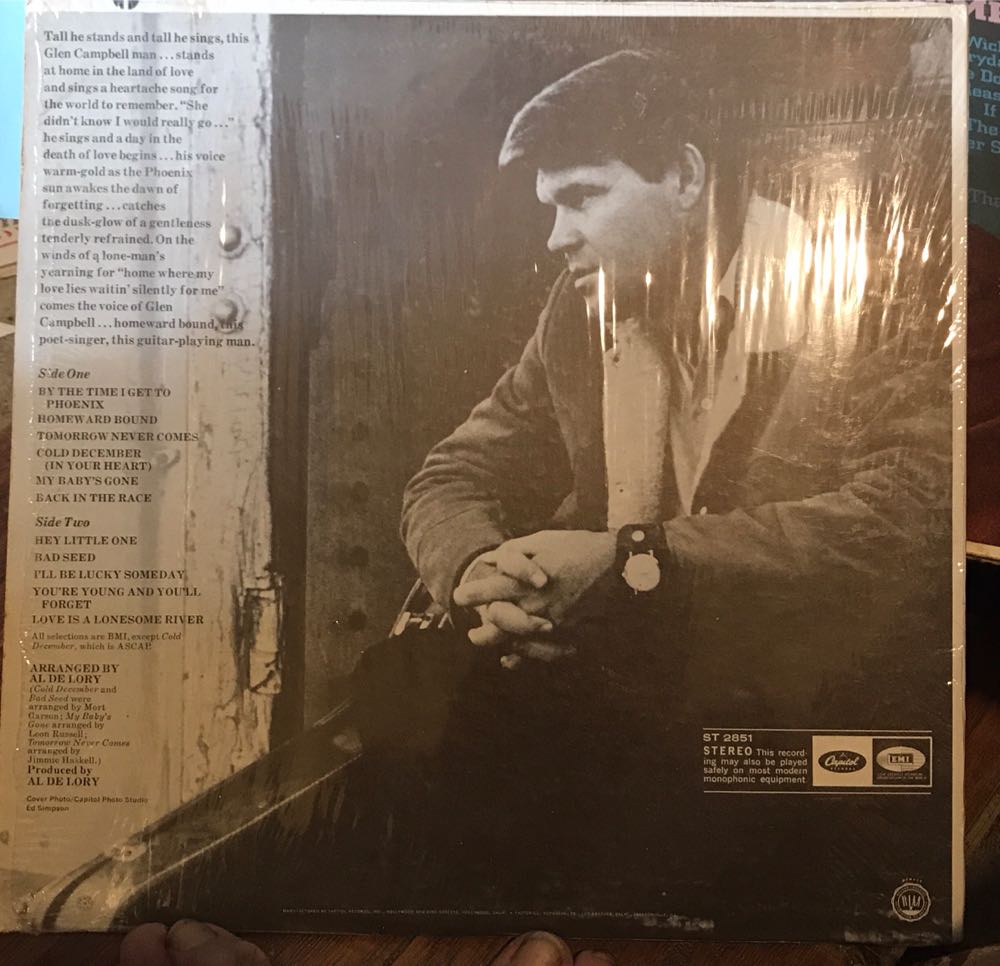 Tall he stands and tall he sings, this
Glen Campbell man...stands
at home in the land of love
and sings a heartache song for
the world to remember. "She
didn't know I would really go..."
he sings and a day in the
death of love begins...his voice
warm-gold as the Phoenix
sun awakes the dawn of
forgetting...catches
the dusk-glow of a gentleness
tenderly refrained. On the
winds of a lone-man's
yearning for "home where my
love lies waitin' silently for me"
comes the voice of Glen
Campbell...homeward bound, this
poet-singer, this guitar-playing man.
Side One
BY THE TIME I GET TO
PHOENIX
HOMEWARD BOUND
TOMORROW NEVER COMES
COLD DECEMBER
(IN YOUR HEART)
MY BABY'S GONE
BACK IN THE RACE
Side Two
HEY LITTLE ONE
BAD SEED
I'LL BE LUCKY SOMEDAY
YOU'RE YOUNG AND YOU'LL
FORGET
LOVE IS A LONESOME RIVER
All selections are BMI, except Cold
December, which is ASCAP.
ARRANGED BY
AL DE LORY
(Cold December and
Bad Seed were
arranged by Mort
Garson; My Baby's
Gone arranged by
Leon Russell;
Tomorrow Never Comes
arranged by
Jimmie Haskell.)
Produced by
AL DE LORY
Cover Photo/Capitol Photo Studio
Ed Simpson
ST 2851
STEREO This record-
ing may also be played
safely on most modern
monophonic equipment.
Capitol
RECORDS
EMI
RIAA
If
The